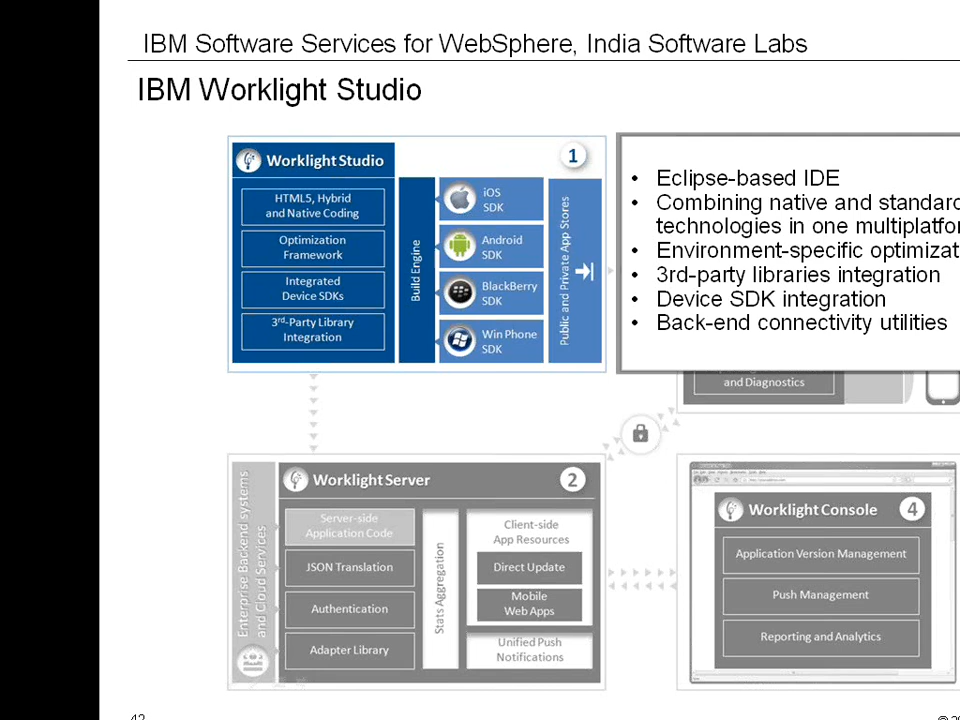 IBM Software Services for WebSphere, India Software Labs
IBM Worklight Studio
Worklight Studio
1
HTML5, Hybrid
and Native Coding
Optimization
Framework
Integrated
Device SDKs
3rd-Party Library
Integration
Build Engine
iOS
SDK
Android
SDK
BlackBerry
SDK
Win Phone
SDK
Public and Private App Stores
• Eclipse-based IDE
• Combining native and standard
technologies in one
• Environment-specific
• 3rd-party libraries integration
• Device SDK integration
• Back-end connectivity utilities
and Diagnostics
Enterprise Backend systems
and Cloud Services
Worklight Server
2
Server-side
Application Code
JSON Translation
Authentication
Adapter Library
Stats Aggregation
Client-side
App Resources
Direct Update
Mobile
Web Apps
Unified Push
Notifications
Worklight Console
4
Application Version Management
Push Management
Reporting and Analytics
42